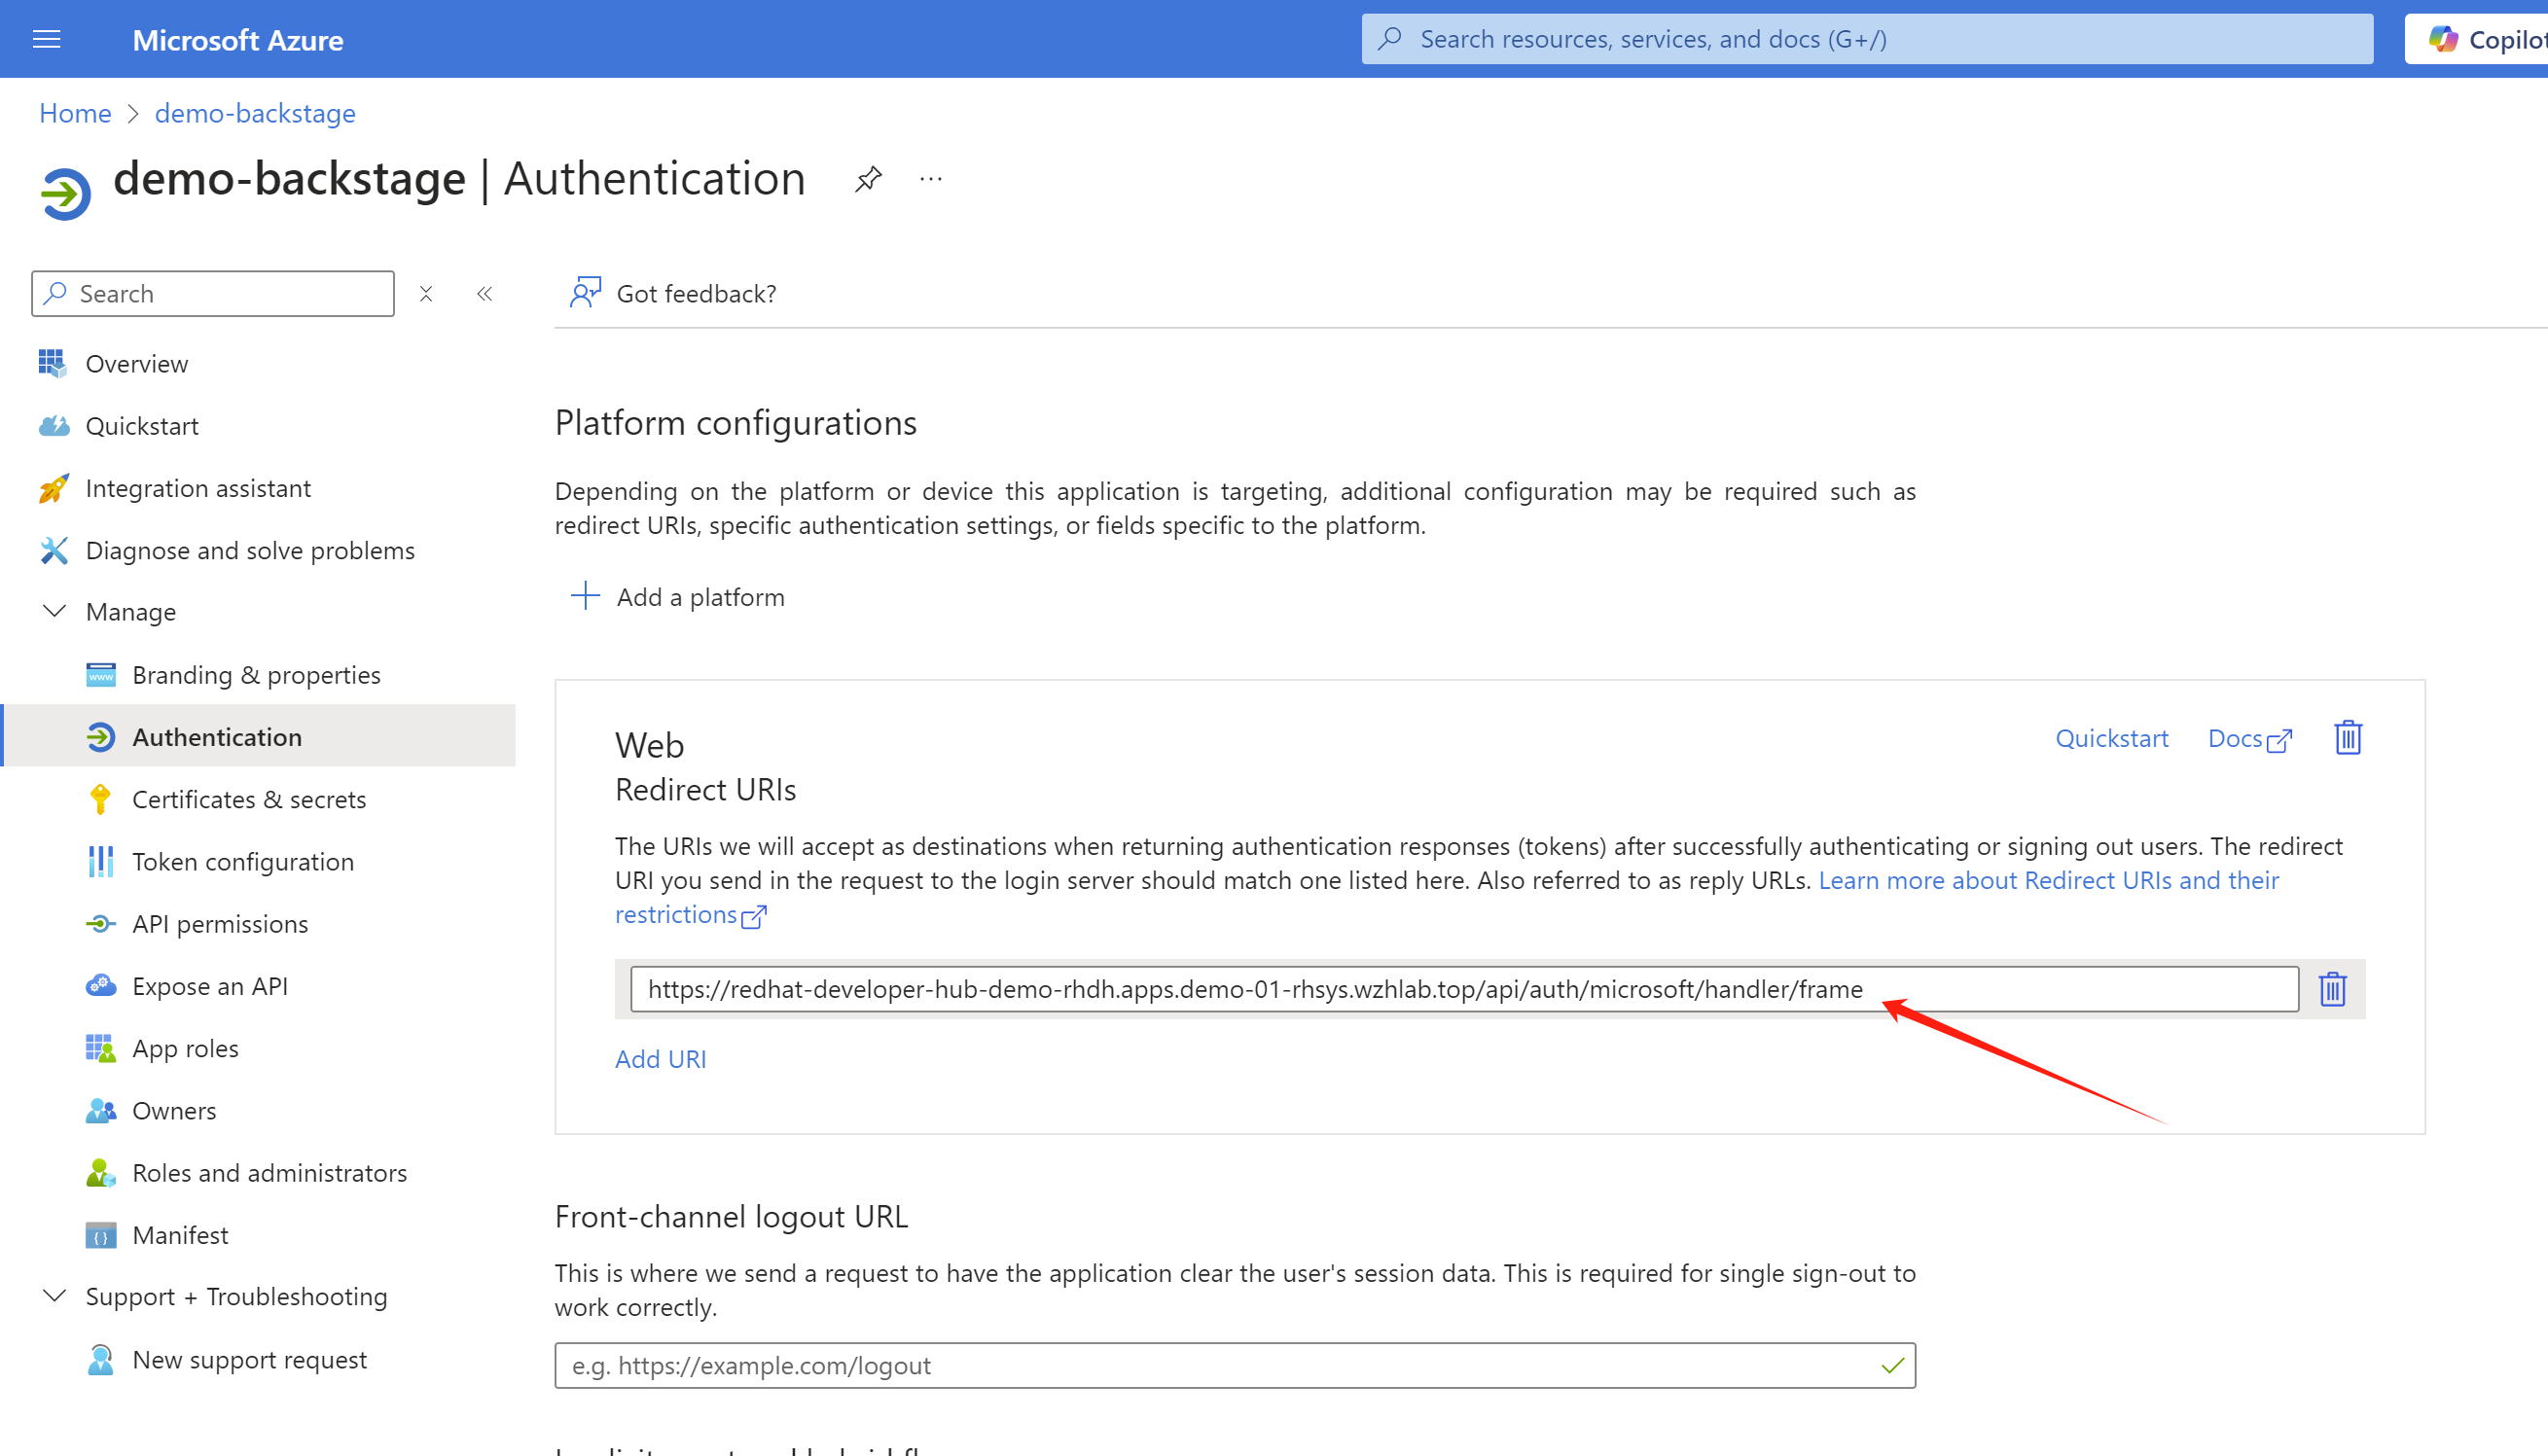 Microsoft Azure
Search resources, services, and docs (G+/)
Copilot
Home > demo-backstage
demo-backstage | Authentication
Search
Got feedback?
Overview
Quickstart
Integration assistant
Diagnose and solve problems
Manage
Branding & properties
Authentication
Certificates & secrets
Token configuration
API permissions
Expose an API
App roles
Owners
Roles and administrators
Manifest
Support + Troubleshooting
New support request
Platform configurations
Depending on the platform or device this application is targeting, additional configuration may be required such as
redirect URIs, specific authentication settings, or fields specific to the platform.
Add a platform
Web
Quickstart
Docs
Redirect URIs
The URIs we will accept as destinations when returning authentication responses (tokens) after successfully authenticating or signing out users. The redirect
URI you send in the request to the login server should match one listed here. Also referred to as reply URLs. Learn more about Redirect URIs and their
restrictions
https://redhat-developer-hub-demo-rhdh.apps.demo-01-rhsys.wzhlab.top/api/auth/microsoft/handler/frame
Add URI
Front-channel logout URL
This is where we send a request to have the application clear the user's session data. This is required for single sign-out to
work correctly.
e.g. https://example.com/logout